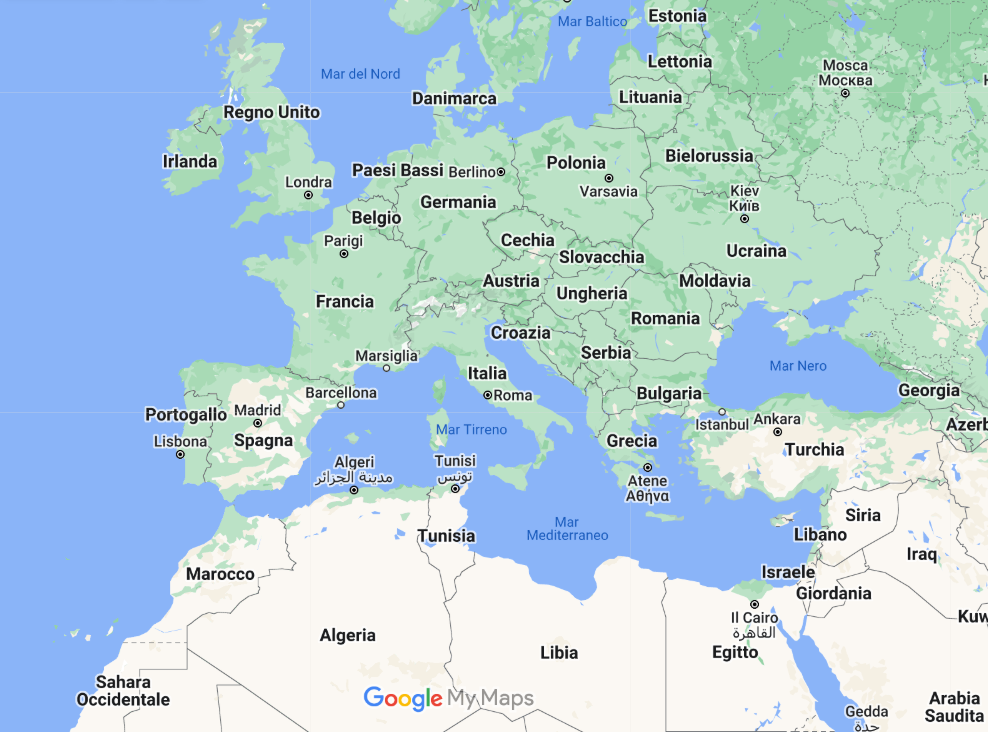 Estonia
Mar Baltico
Lettonia
Mar del Nord
Mosca
Москва
Danimarca
Lituania
Regno Unito
Irlanda
Bielorussia
Polonia
Paesi Bassi
Berlino
Varsavia
Londra
Kiev
Київ
Germania
Belgio
Parigi
Cechia
Ucraina
Slovacchia
Austria
Moldavia
Ungheria
Francia
Romania
Croazia
Serbia
Marsiglia
Mar Nero
Italia
Barcellona
Roma
Bulgaria
Georgia
Portogallo
Madrid
Istanbul
Ankara
Azerb
Mar Tirreno
Lisbona
Spagna
Grecia
Turchia
Algeri
مدينة الجزائر
Tunisi
تونس
Atene
Αθήνα
Siria
Mar
Mediterraneo
Tunisia
Libano
Iraq
Marocco
Israele
Giordania
Il Cairo
القاهرة
Kuw
Algeria
Libia
Egitto
Sahara
Occidentale
Google My Maps
Arabia
Saudita
Gedda
جدة